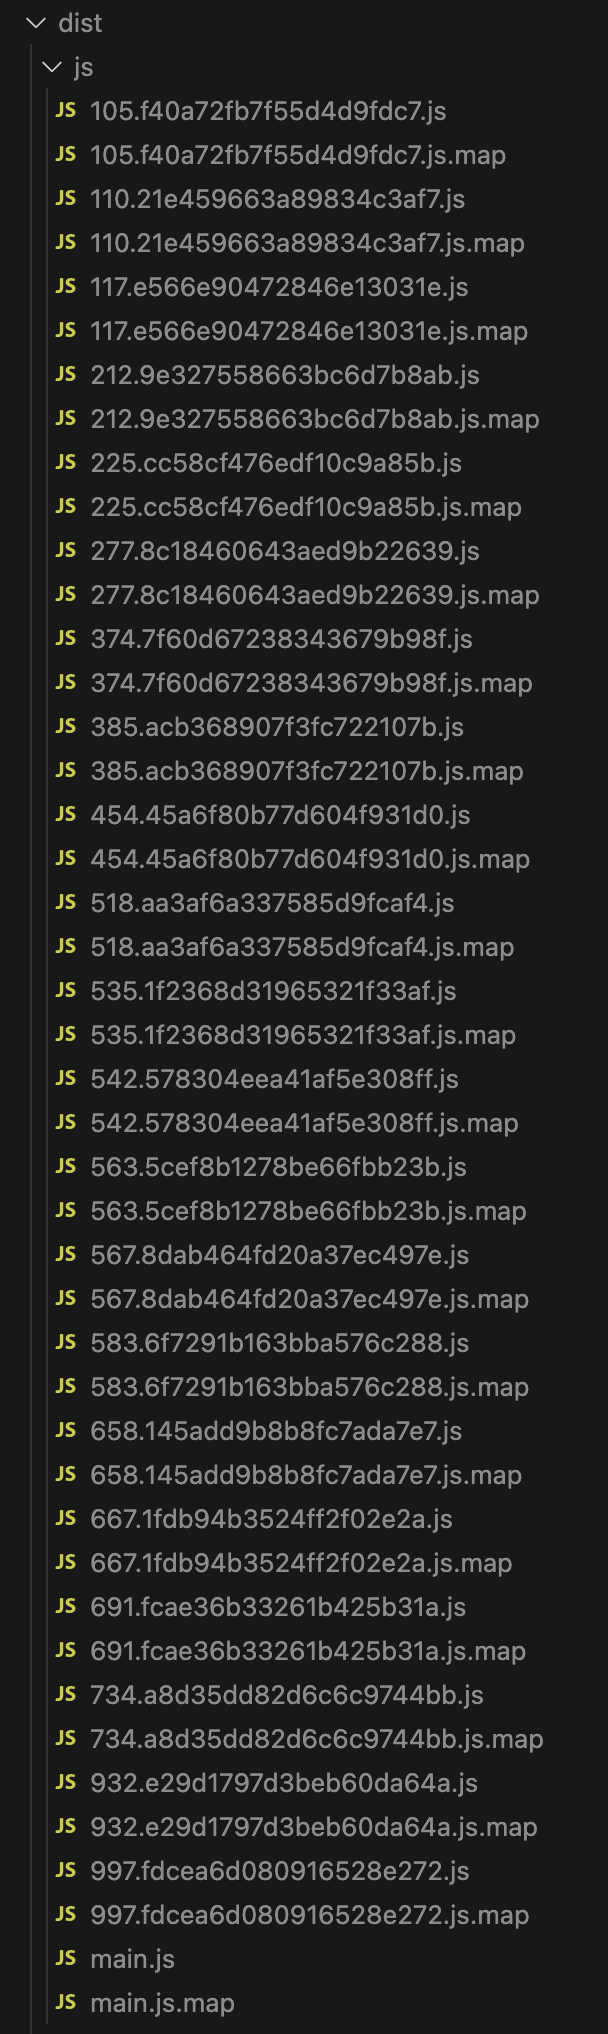 dist
js
JS 105.f40a72fb7f55d4d9fdc7.js
JS 105.f40a72fb7f55d4d9fdc7.js.map
JS 110.21e459663a89834c3af7.js
JS 110.21e459663a89834c3af7.js.map
JS 117.e566e90472846e13031e.js
JS 117.e566e90472846e13031e.js.map
JS 212.9e327558663bc6d7b8ab.js
JS 212.9e327558663bc6d7b8ab.js.map
JS 225.cc58cf476edf10c9a85b.js
JS 225.cc58cf476edf10c9a85b.js.map
JS 277.8c18460643aed9b22639.js
JS 277.8c18460643aed9b22639.js.map
JS 374.7f60d67238343679b98f.js
JS 374.7f60d67238343679b98f.js.map
JS 385.acb368907f3fc722107b.js
JS 385.acb368907f3fc722107b.js.map
JS 454.45a6f80b77d604f931d0.js
JS 454.45a6f80b77d604f931d0.js.map
JS 518.aa3af6a337585d9fcaf4.js
JS 518.aa3af6a337585d9fcaf4.js.map
JS 535.1f2368d31965321f33af.js
JS 535.1f2368d31965321f33af.js.map
JS 542.578304eea41af5e308ff.js
JS 542.578304eea41af5e308ff.js.map
JS 563.5cef8b1278be66fbb23b.js
JS 563.5cef8b1278be66fbb23b.js.map
JS 567.8dab464fd20a37ec497e.js
JS 567.8dab464fd20a37ec497e.js.map
JS 583.6f7291b163bba576c288.js
JS 583.6f7291b163bba576c288.js.map
JS 658.145add9b8b8fc7ada7e7.js
JS 658.145add9b8b8fc7ada7e7.js.map
JS 667.1fdb94b3524ff2f02e2a.js
JS 667.1fdb94b3524ff2f02e2a.js.map
JS 691.fcae36b33261b425b31a.js
JS 691.fcae36b33261b425b31a.js.map
JS 734.a8d35dd82d6c6c9744bb.js
JS 734.a8d35dd82d6c6c9744bb.js.map
JS 932.e29d1797d3beb60da64a.js
JS 932.e29d1797d3beb60da64a.js.map
JS 997.fdcea6d080916528e272.js
JS 997.fdcea6d080916528e272.js.map
JS main.js
JS main.js.map